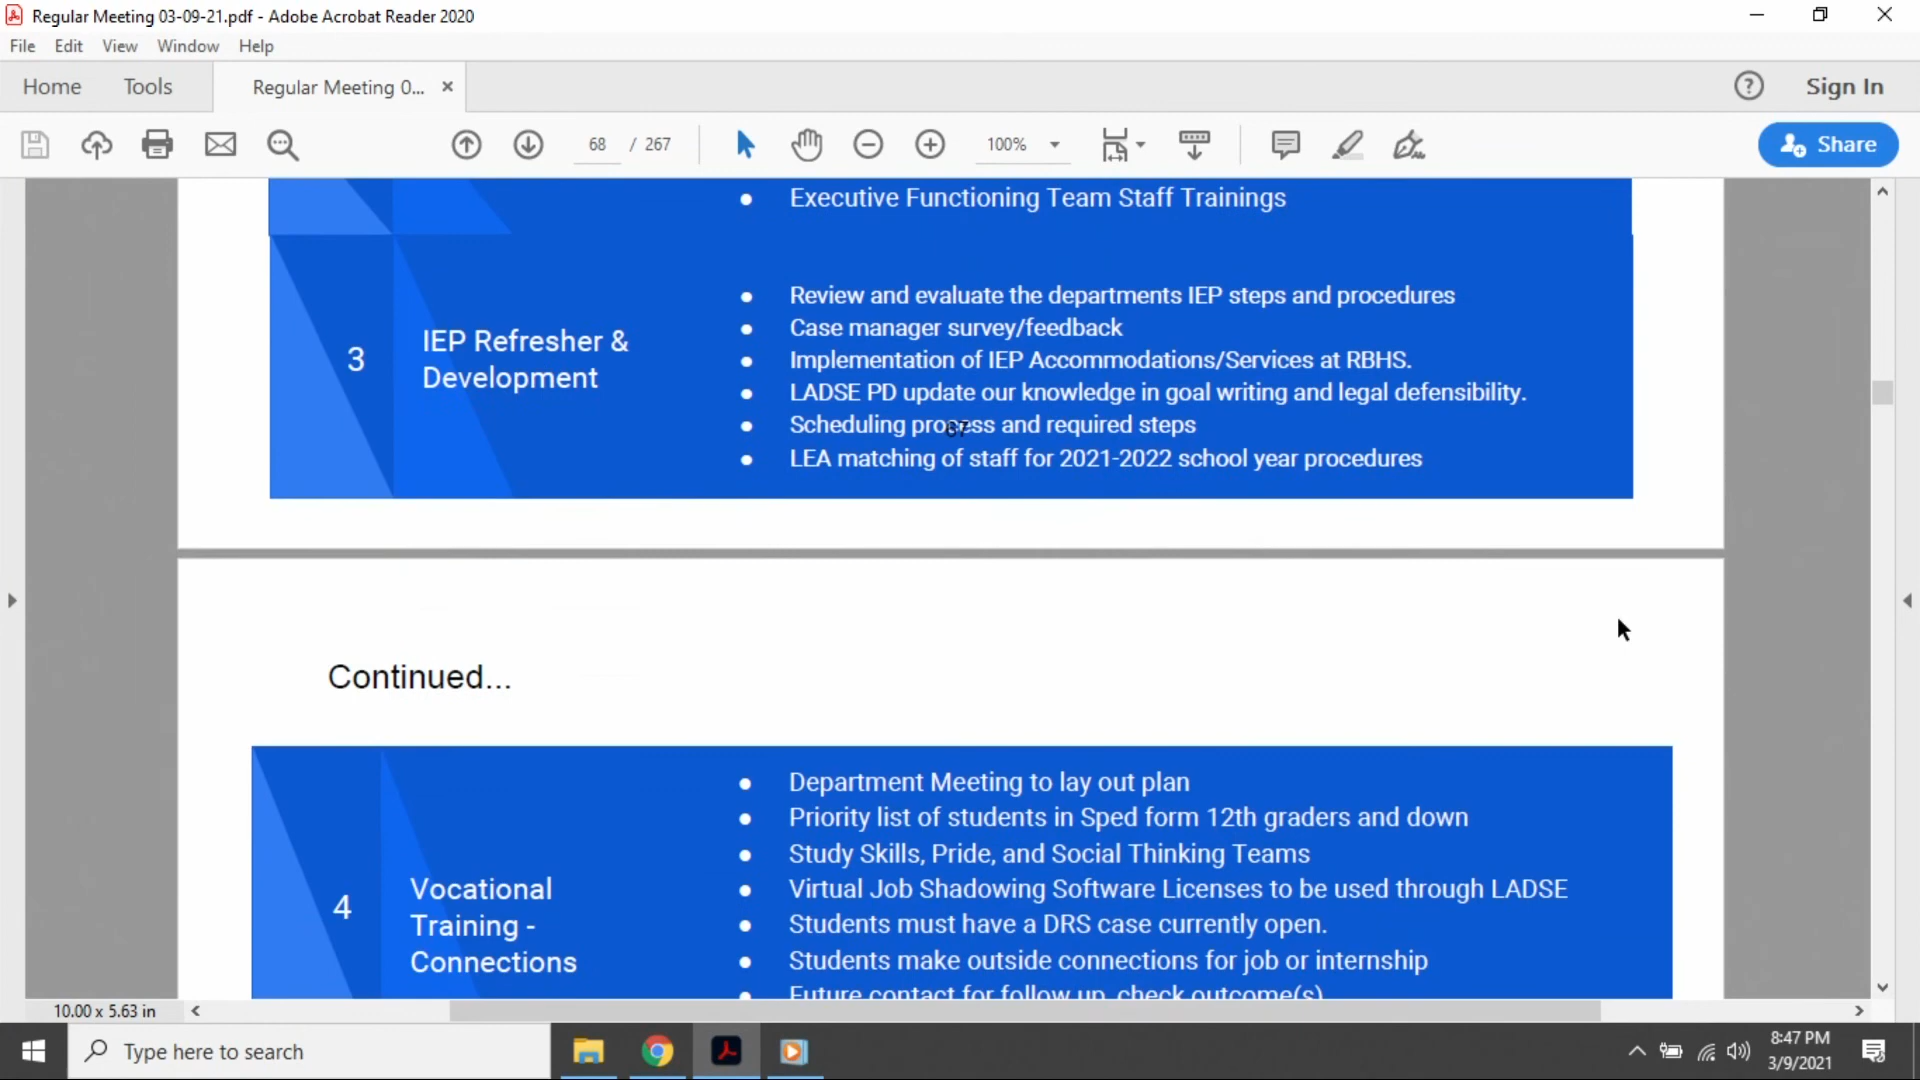 Regular Meeting 03-09-21.pdf - Adobe Acrobat Reader 2020
File Edit View Window Help
Home Tools Regular Meeting 0... × Sign In
68 / 267 100% Share
Executive Functioning Team Staff Trainings
3
IEP Refresher &
Development
Review and evaluate the departments IEP steps and procedures
Case manager survey/feedback
Implementation of IEP Accommodations/Services at RBHS.
LADSE PD update our knowledge in goal writing and legal defensibility.
Scheduling process and required steps
67
LEA matching of staff for 2021-2022 school year procedures
Continued...
4
Vocational
Training -
Connections
Department Meeting to lay out plan
Priority list of students in Sped form 12th graders and down
Study Skills, Pride, and Social Thinking Teams
Virtual Job Shadowing Software Licenses to be used through LADSE
Students must have a DRS case currently open.
Students make outside connections for job or internship
Future contact for follow up, check outcome(s)
10.00 x 5.63 in
Type here to search
8:47 PM
3/9/2021